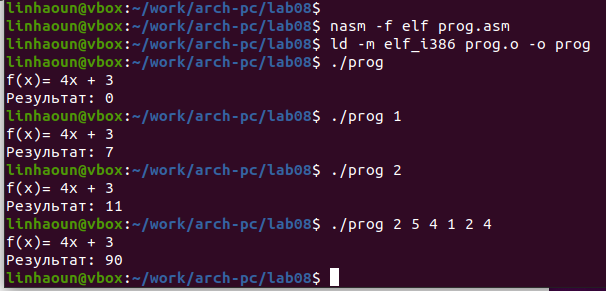 linhaoun@vbox:~/work/arch-pc/lab08$
linhaoun@vbox:~/work/arch-pc/lab08$ nasm -f elf prog.asm
linhaoun@vbox:~/work/arch-pc/lab08$ ld -m elf_i386 prog.o -o prog
linhaoun@vbox:~/work/arch-pc/lab08$ ./prog
f(x)= 4x + 3
Результат: 0
linhaoun@vbox:~/work/arch-pc/lab08$ ./prog 1
f(x)= 4x + 3
Результат: 7
linhaoun@vbox:~/work/arch-pc/lab08$ ./prog 2
f(x)= 4x + 3
Результат: 11
linhaoun@vbox:~/work/arch-pc/lab08$ ./prog 2 5 4 1 2 4
f(x)= 4x + 3
Результат: 90
linhaoun@vbox:~/work/arch-pc/lab08$